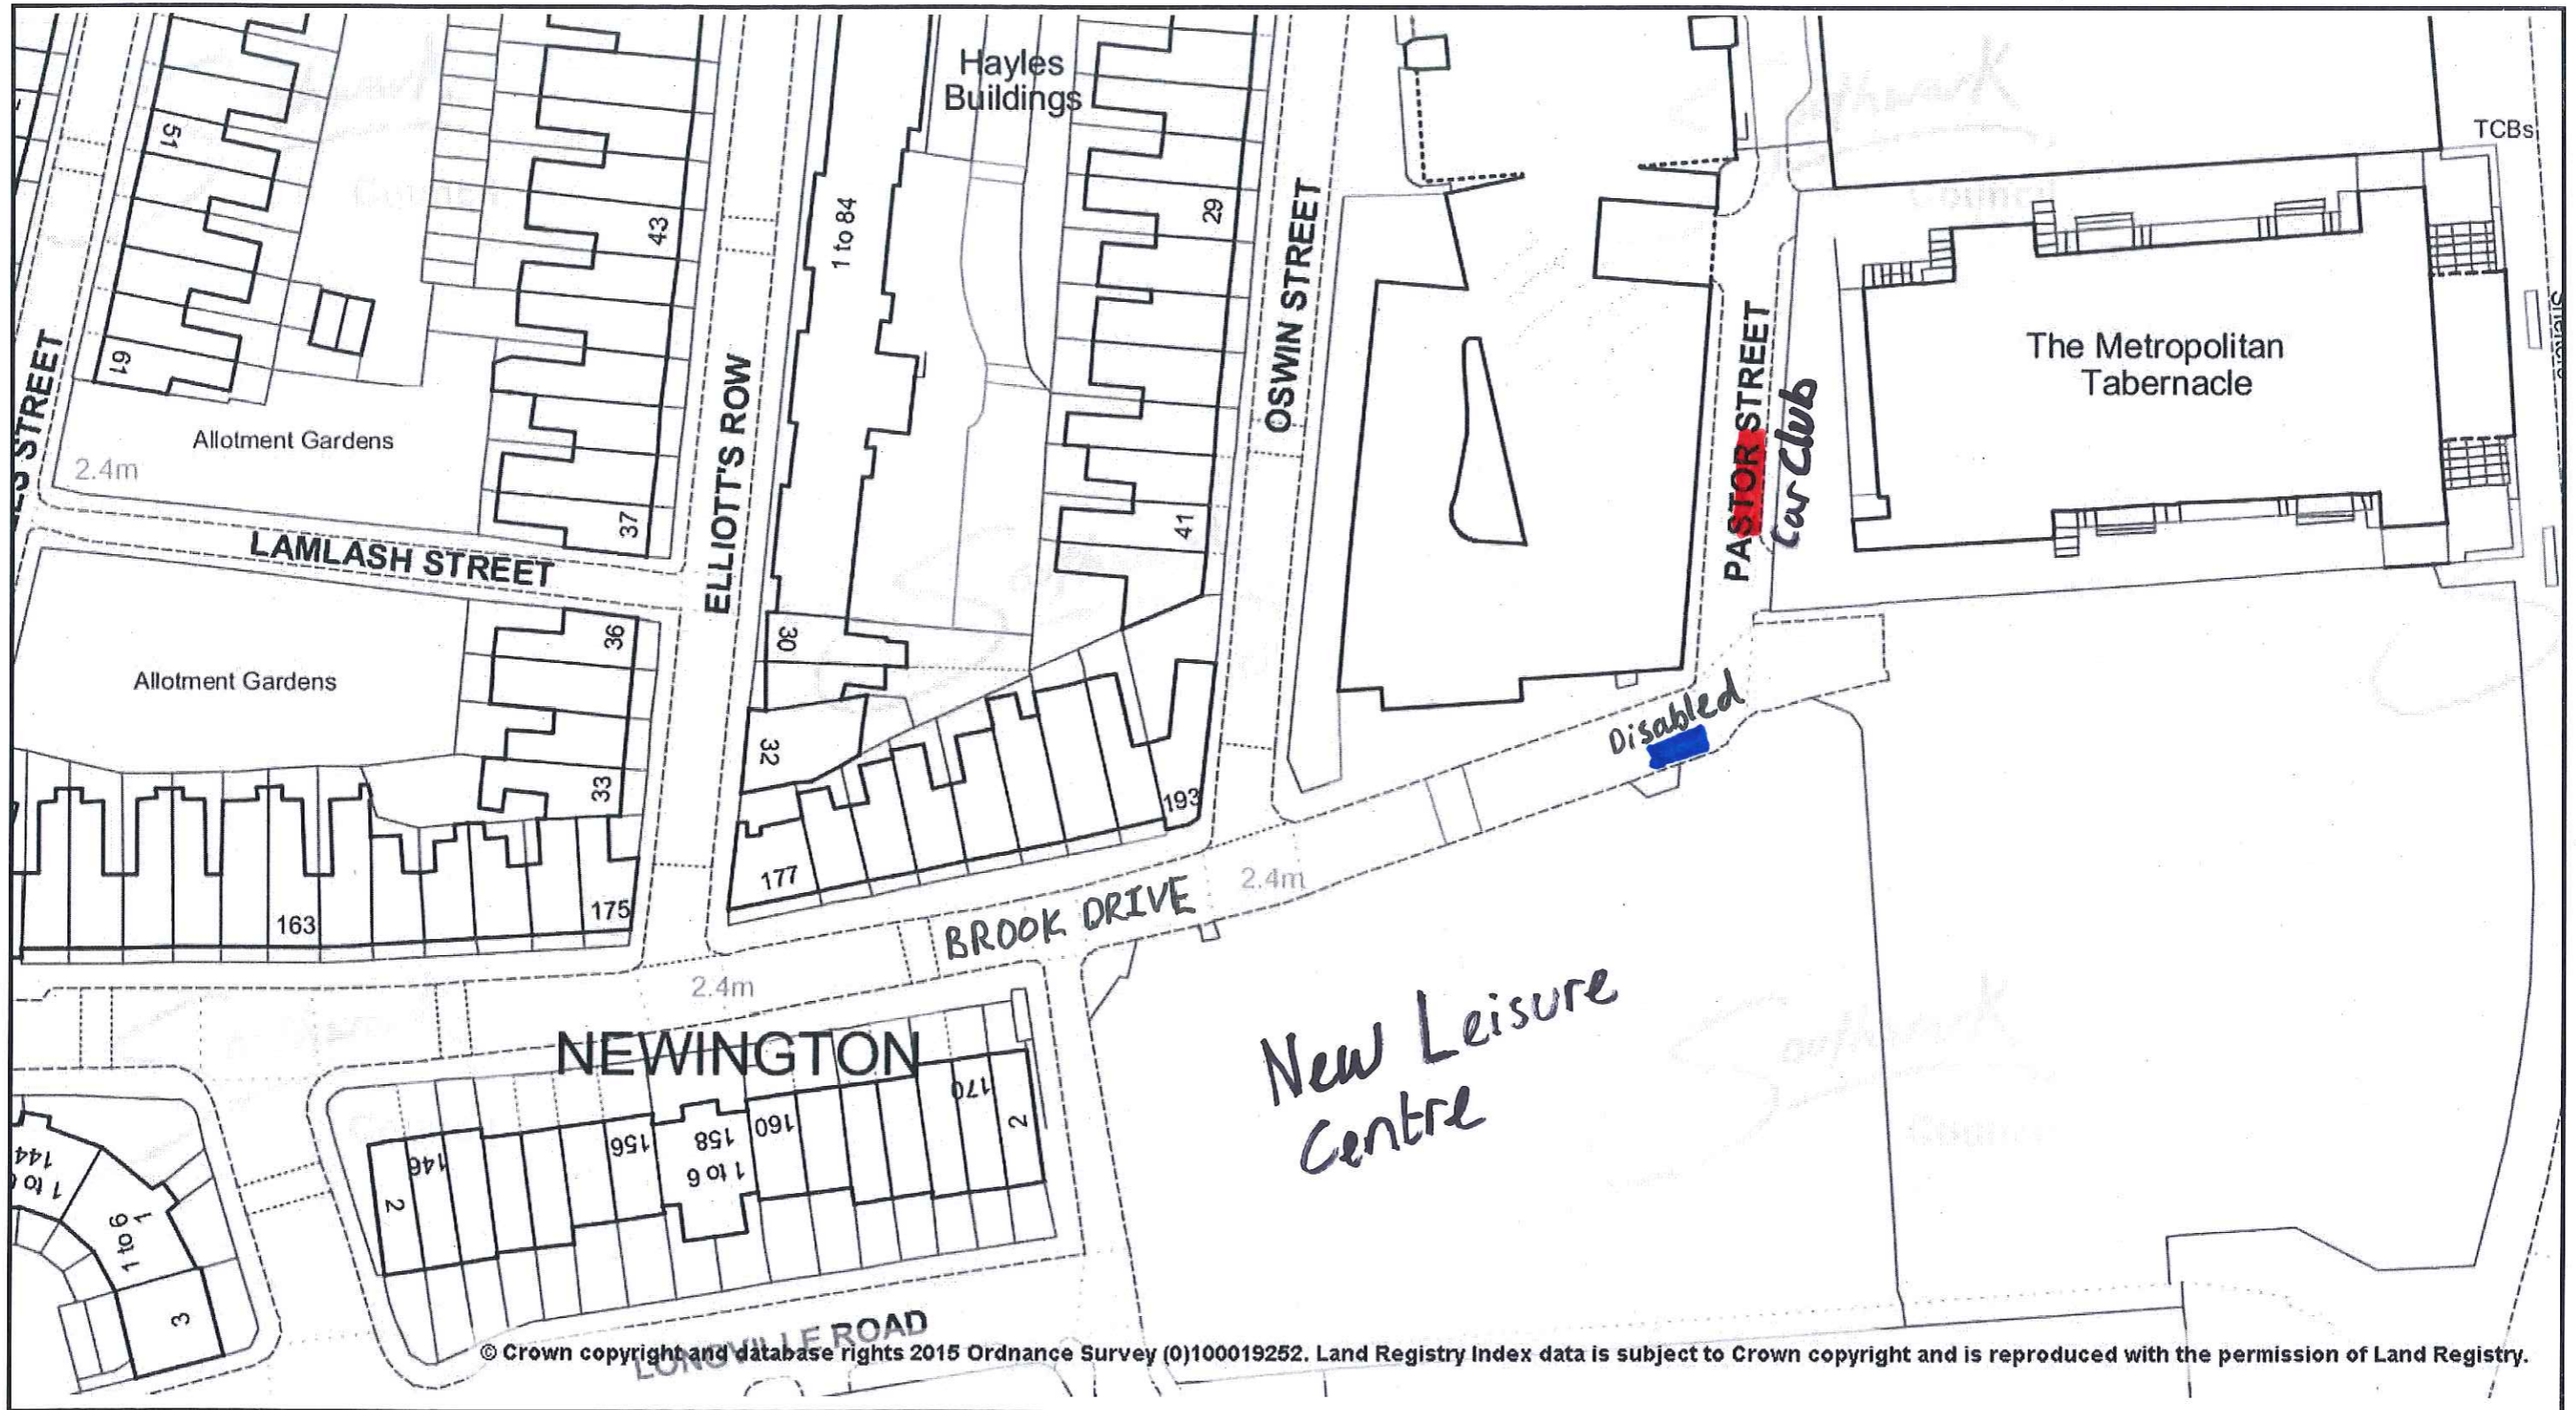 Hayles
Buildings
TCBs
51
29
1 to 84
43
OSWIN STREET
PASTOR STREET
Car Club
The Metropolitan
Tabernacle
61
STREET
Allotment Gardens
2.4m
ELLIOTT'S ROW
37
41
LAMLASH STREET
36
30
Allotment Gardens
Disabled
32
33
193
177
2.4m
163
175
BROOK DRIVE
2.4m
New Leisure
Centre
NEWINGTON
170
160
158
1 to 6
156
146
2
2
144
1 to 6
1
3
LONGVILLE ROAD
© Crown copyright and database rights 2015 Ordnance Survey (0)100019252. Land Registry Index data is subject to Crown copyright and is reproduced with the permission of Land Registry.
Southwark
Council